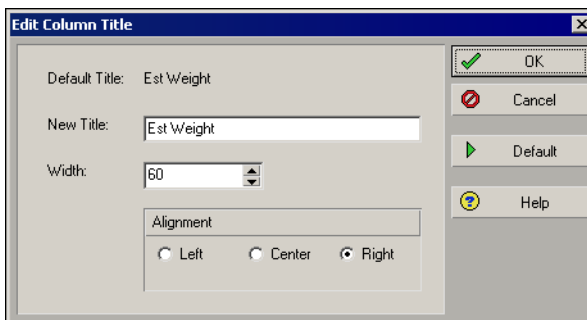 Edit Column Title
Default Title: Est Weight
New Title: Est Weight
Width: 60
Alignment
Left Center Right
OK
Cancel
Default
Help